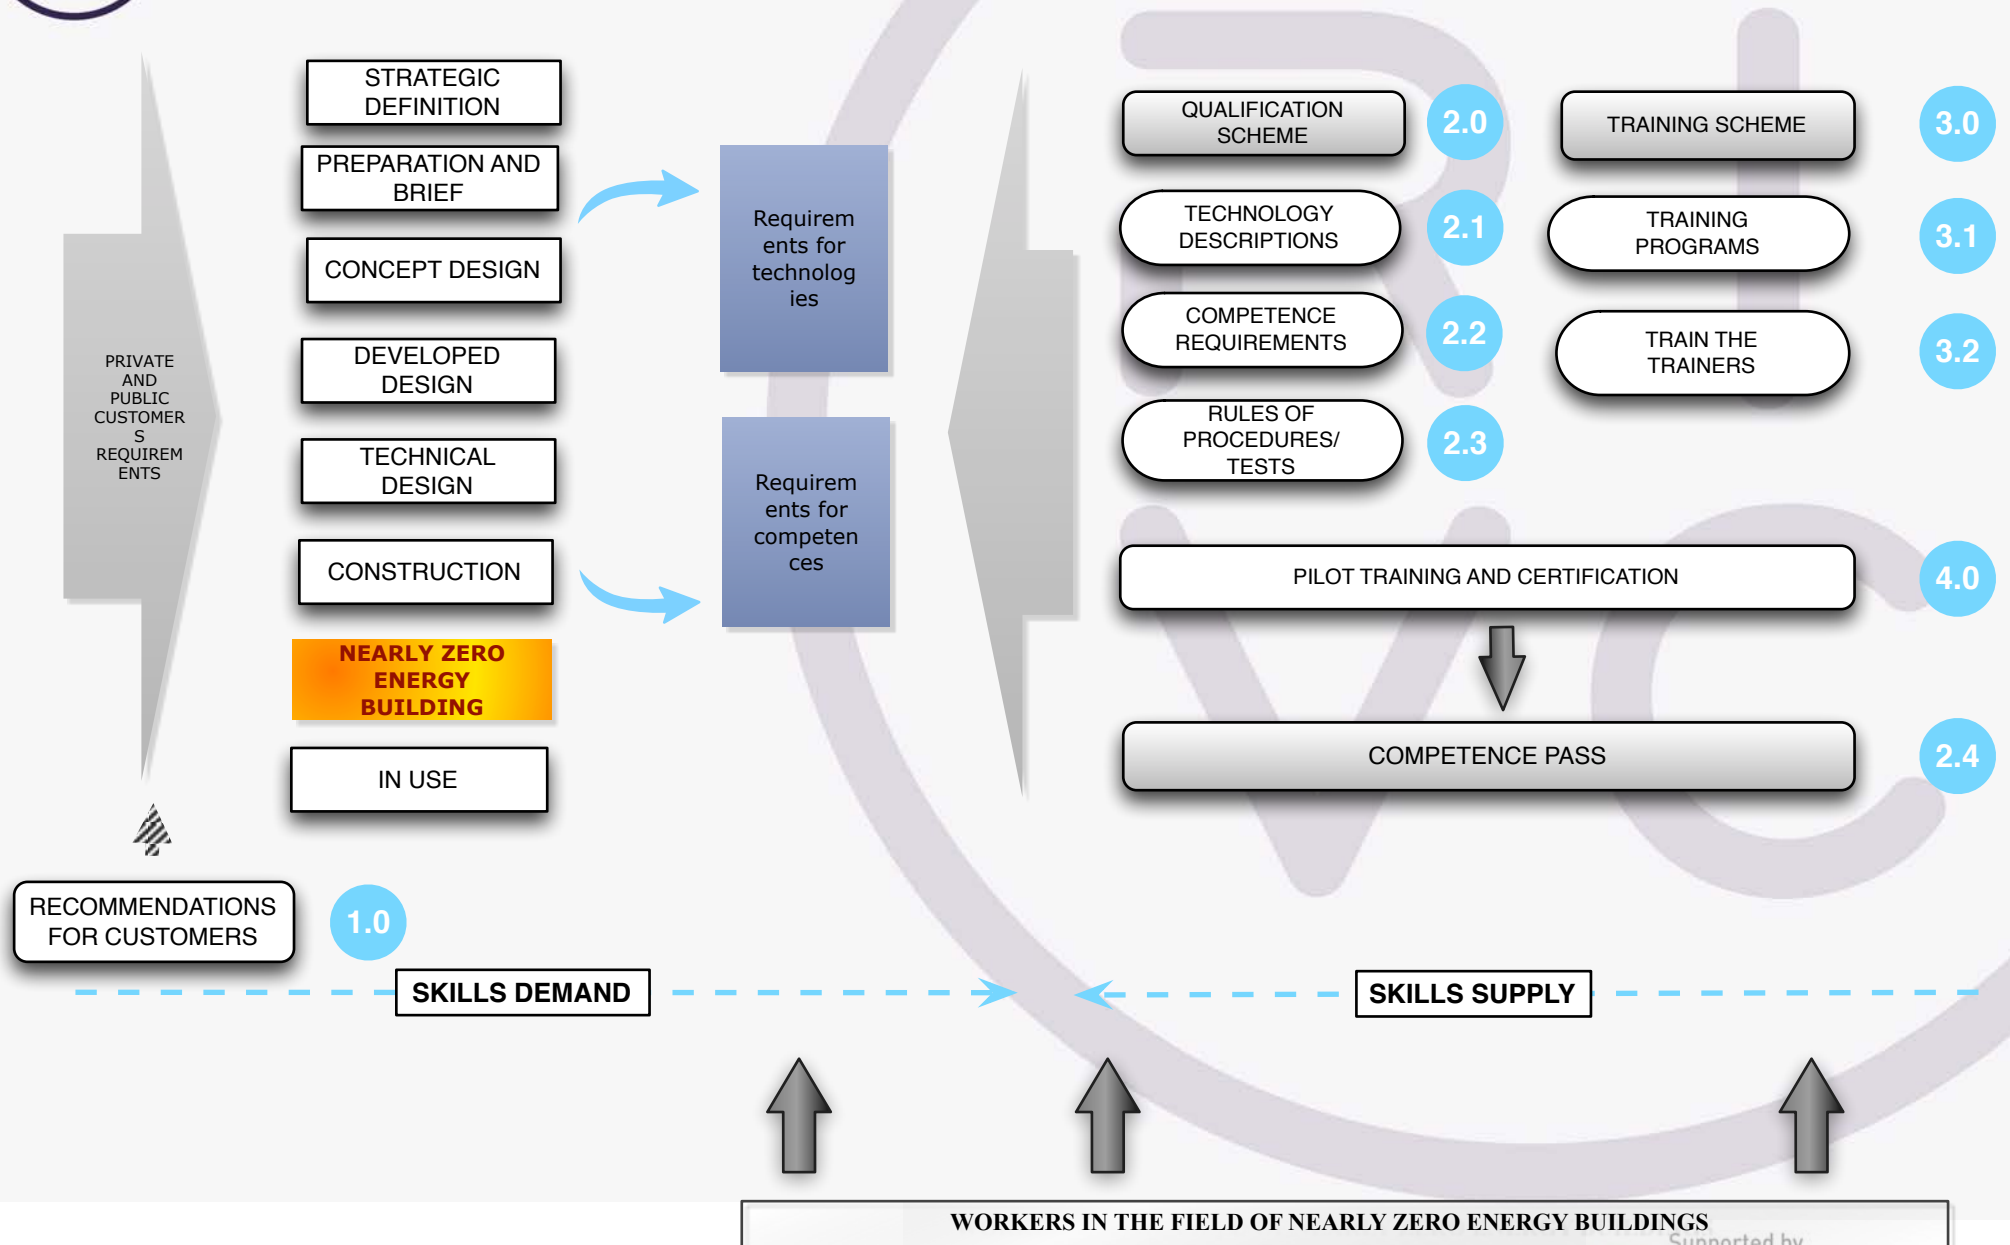 PRIVATE
AND
PUBLIC
CUSTOMER
S
REQUIREM
ENTS
STRATEGIC
DEFINITION
PREPARATION AND
BRIEF
CONCEPT DESIGN
DEVELOPED
DESIGN
TECHNICAL
DESIGN
CONSTRUCTION
NEARLY ZERO
ENERGY
BUILDING
IN USE
RECOMMENDATIONS
FOR CUSTOMERS
1.0
Requirem
ents for
technolog
ies
Requirem
ents for
competen
ces
QUALIFICATION
SCHEME
2.0
TECHNOLOGY
DESCRIPTIONS
2.1
COMPETENCE
REQUIREMENTS
2.2
RULES OF
PROCEDURES/
TESTS
2.3
TRAINING SCHEME
3.0
TRAINING
PROGRAMS
3.1
TRAIN THE
TRAINERS
3.2
PILOT TRAINING AND CERTIFICATION
4.0
COMPETENCE PASS
2.4
SKILLS DEMAND
SKILLS SUPPLY
WORKERS IN THE FIELD OF NEARLY ZERO ENERGY BUILDINGS
Supported by